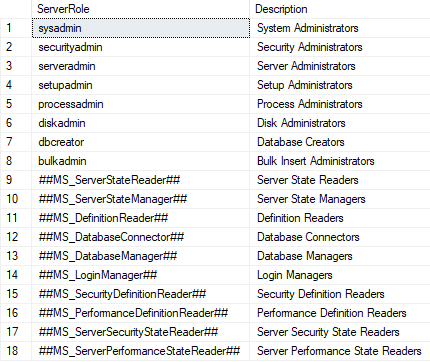 ServerRole Description
1 sysadmin System Administrators
2 securityadmin Security Administrators
3 serveradmin Server Administrators
4 setupadmin Setup Administrators
5 processadmin Process Administrators
6 diskadmin Disk Administrators
7 dbcreator Database Creators
8 bulkadmin Bulk Insert Administrators
9 ##MS_ServerStateReader## Server State Readers
10 ##MS_ServerStateManager## Server State Managers
11 ##MS_DefinitionReader## Definition Readers
12 ##MS_DatabaseConnector## Database Connectors
13 ##MS_DatabaseManager## Database Managers
14 ##MS_LoginManager## Login Managers
15 ##MS_SecurityDefinitionReader## Security Definition Readers
16 ##MS_PerformanceDefinitionReader## Performance Definition Readers
17 ##MS_ServerSecurityStateReader## Server Security State Readers
18 ##MS_ServerPerformanceStateReader## Server Performance State Readers